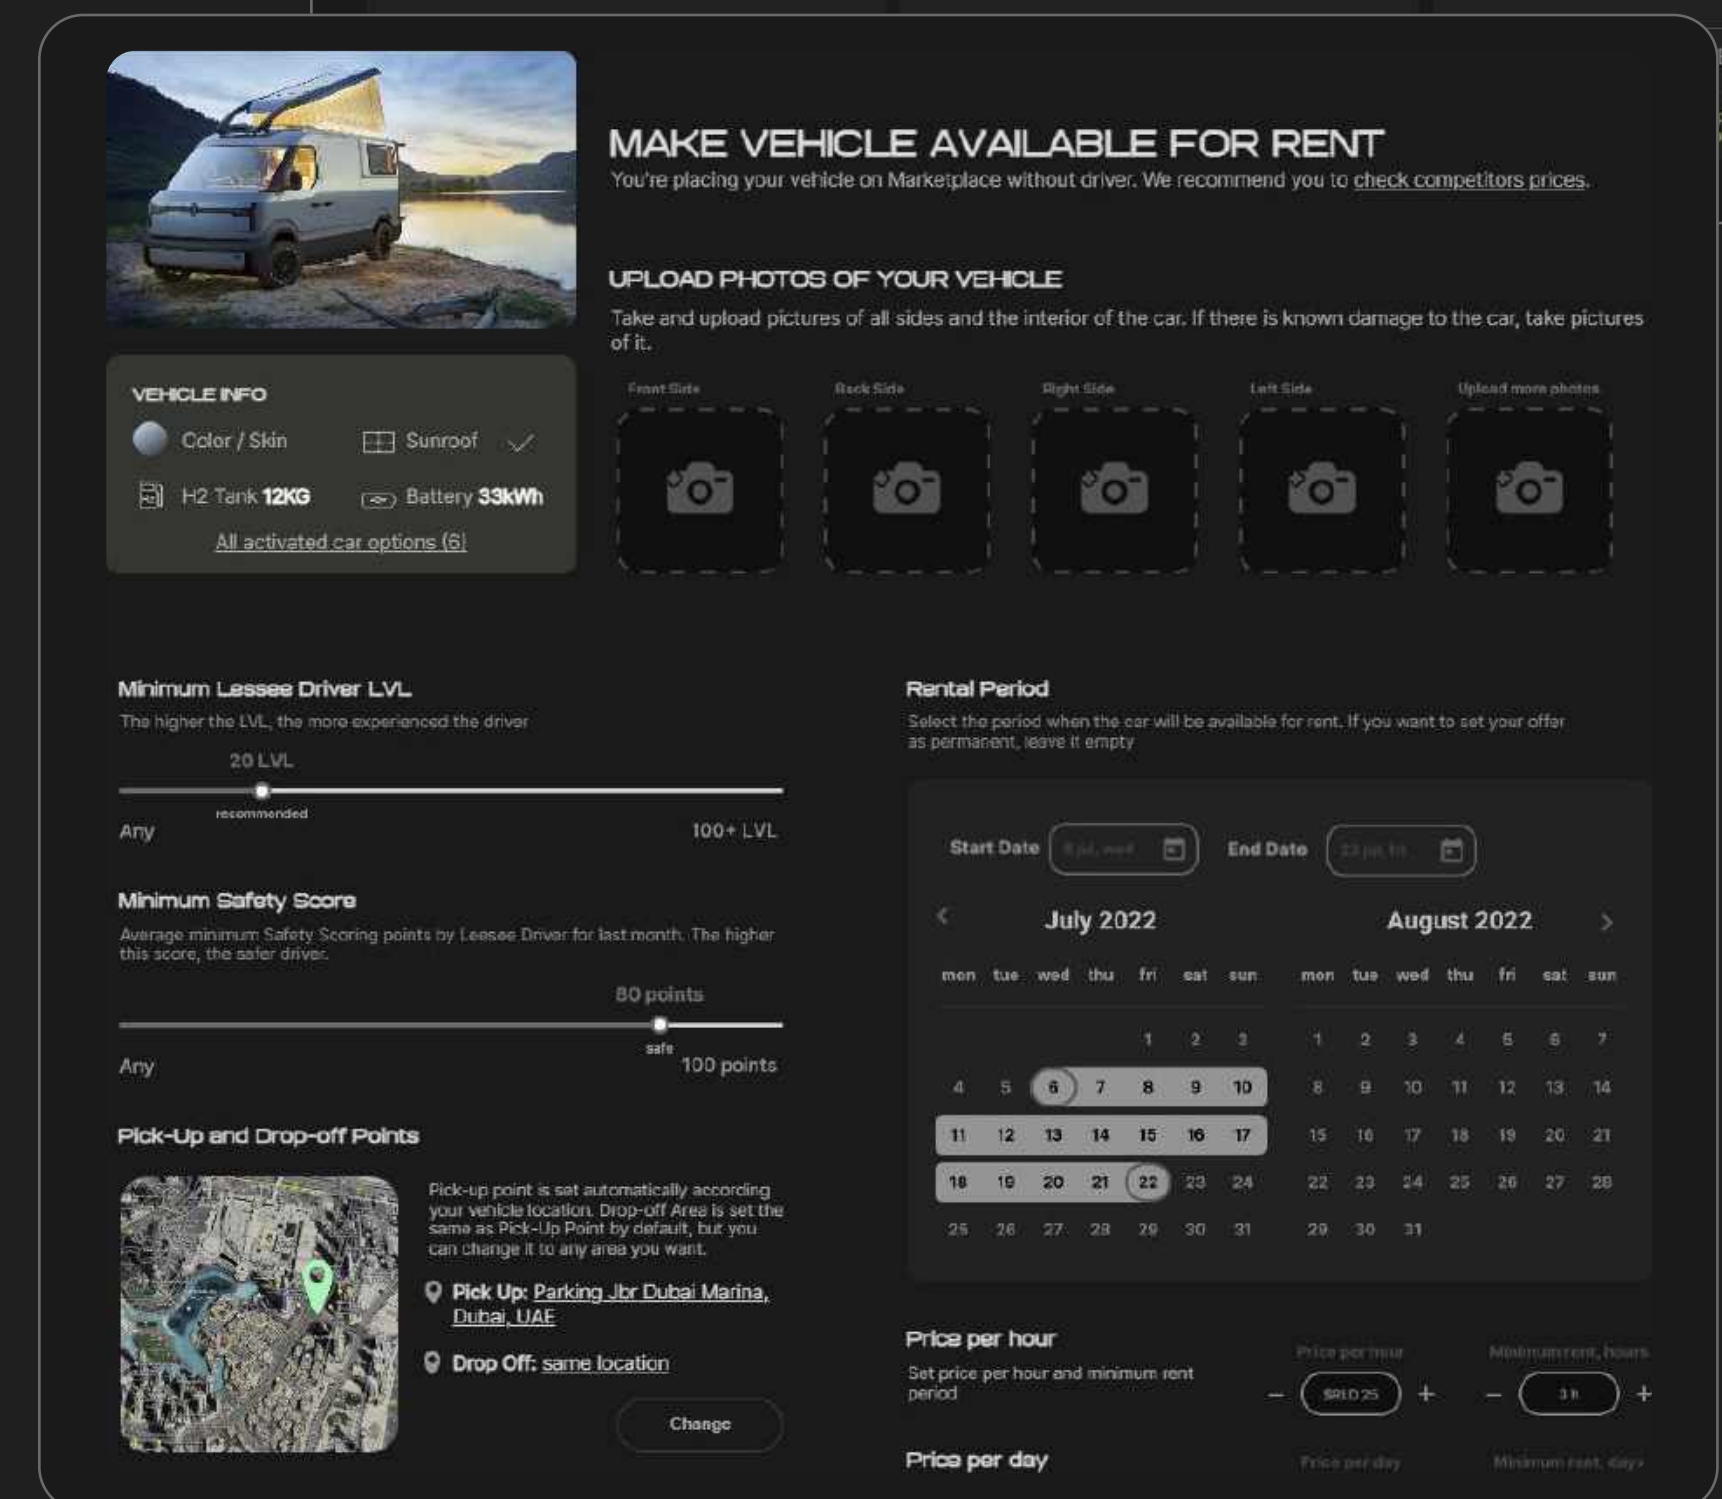 MAKE VEHICLE AVAILABLE FOR RENT
You're placing your vehicle on Marketplace without driver. We recommend you to check competitors prices.
UPLOAD PHOTOS OF YOUR VEHICLE
Take and upload pictures of all sides and the interior of the car. If there is known damage to the car, take pictures
of it.
Front Side Back Side Right Side Left Side Upload more photos
VEHICLE INFO
Color / Skin Sunroof
H2 Tank 12KG Battery 33kWh
All activated car options (6)
Minimum Lessee Driver LVL
The higher the LVL, the more experienced the driver
20 LVL
recommended
Any 100+ LVL
Minimum Safety Score
Average minimum Safety Scoring points by Leesee Driver for last month. The higher
this score, the safer driver.
80 points
safe
Any 100 points
Pick-Up and Drop-off Points
Pick-up point is set automatically according
your vehicle location. Drop-off Area is set the
same as Pick-Up Point by default, but you
can change it to any area you want.
Pick Up: Parking Jbr Dubai Marina,
Dubai, UAE
Drop Off: same location
Change
Rental Period
Select the period when the car will be available for rent. If you want to set your offer
as permanent, leave it empty
Start Date End Date
July 2022 August 2022
mon tue wed thu fri sat sun mon tue wed thu fri sat sun
1 2 3 1 2 3 4 5 6 7
4 5 6 7 8 9 10 8 9 10 11 12 13 14
11 12 13 14 15 16 17 15 16 17 18 19 20 21
18 19 20 21 22 23 24 22 23 24 25 26 27 28
25 26 27 28 29 30 31 29 30 31
Price per hour Price per hour Minimum rent, hours
Set price per hour and minimum rent
period
25 3 h
Price per day Price per day Minimum rent, days